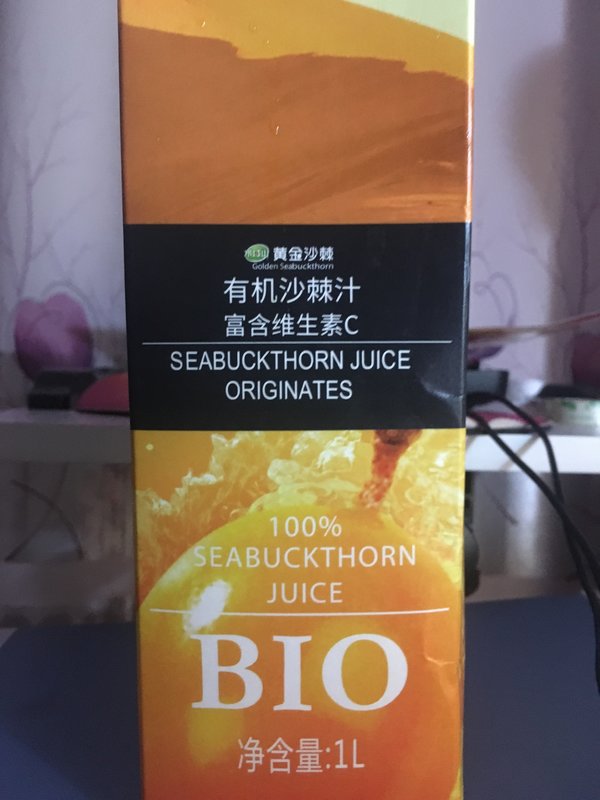 黄金沙棘
Golden Seabuckthorn
有机沙棘汁
富含维生素C
SEABUCKTHORN JUICE
ORIGINATES
100%
SEABUCKTHORN
JUICE
BIO
净含量:1L